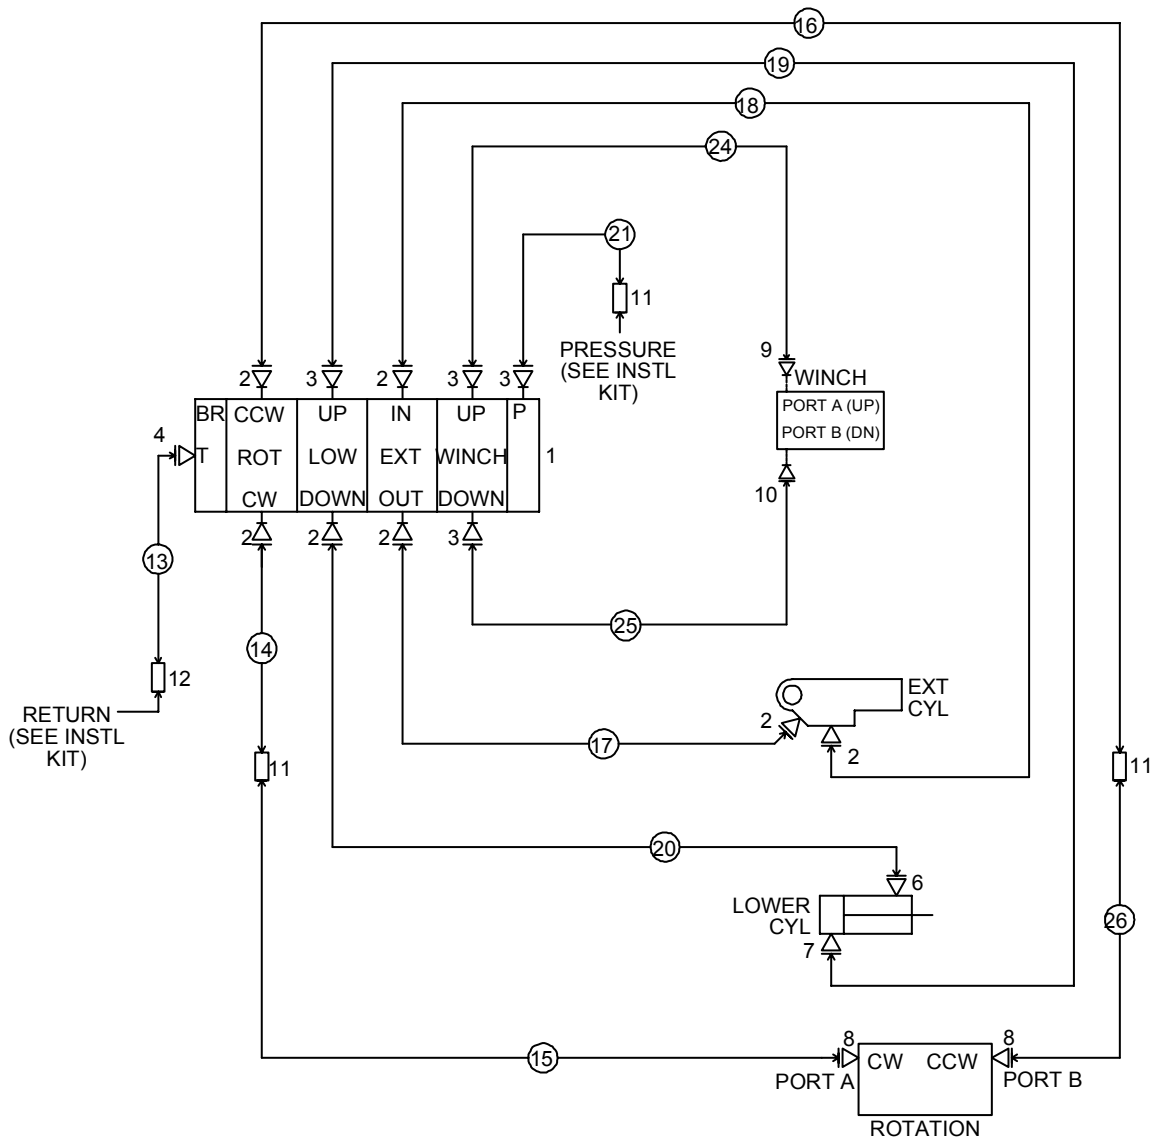 16
19
18
24
21
11
PRESSURE
(SEE INSTL
KIT)
9
WINCH
PORT A (UP)
PORT B (DN)
10
2
3
2
3
3
BR
CCW
UP
IN
UP
P
4
T
ROT
LOW
EXT
WINCH
1
CW
DOWN
OUT
DOWN
2
2
2
3
13
14
25
12
RETURN
(SEE INSTL
KIT)
11
EXT
CYL
2
2
17
11
20
6
LOWER
CYL
7
26
15
8
8
CW
CCW
PORT A
PORT B
ROTATION